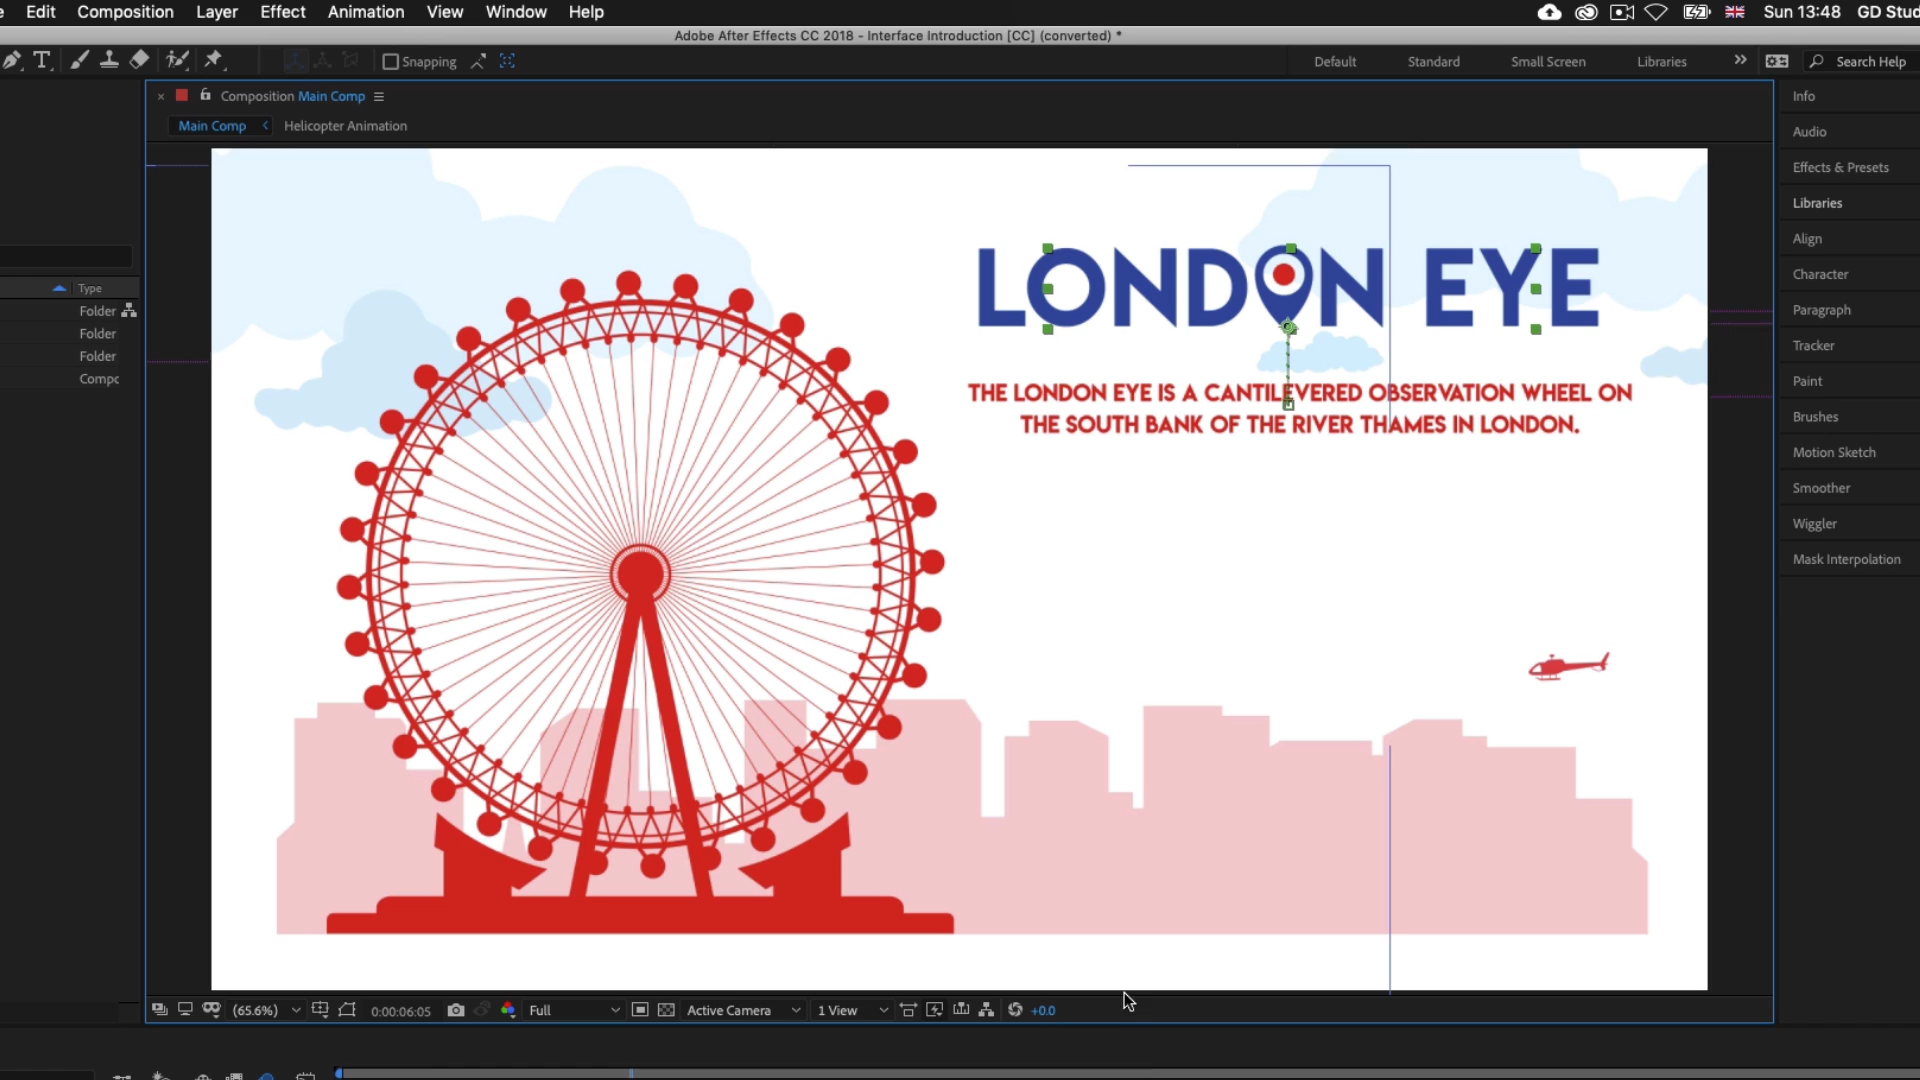 Edit Composition Layer Effect Animation View Window Help Sun 13:48 GD Stud
Adobe After Effects CC 2018 - Interface Introduction [CC] (converted) *
Snapping Default Standard Small Screen Libraries Search Help
Composition Main Comp
Main Comp Helicopter Animation
Info
Audio
Effects & Presets
Libraries
Align
Character
Paragraph
Tracker
Paint
Brushes
Motion Sketch
Smoother
Wiggler
Mask Interpolation
Type
Folder
Folder
Folder
Compo
LONDON EYE
THE LONDON EYE IS A CANTILEVERED OBSERVATION WHEEL ON
THE SOUTH BANK OF THE RIVER THAMES IN LONDON.
(65.6%) 0:00:06:05 Full Active Camera 1 View +0.0